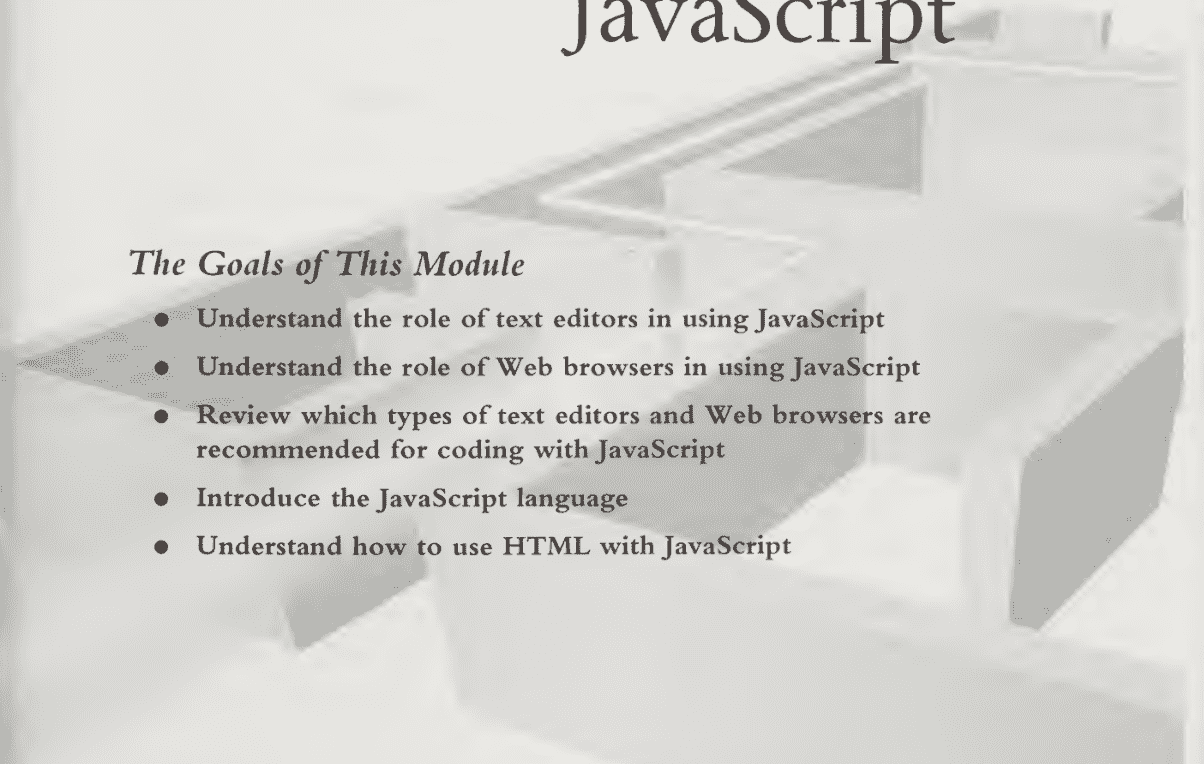 JavaScript
The Goals of This Module
● Understand the role of text editors in using JavaScript
● Understand the role of Web browsers in using JavaScript
● Review which types of text editors and Web browsers are
recommended for coding with JavaScript
● Introduce the JavaScript language
● Understand how to use HTML with JavaScript